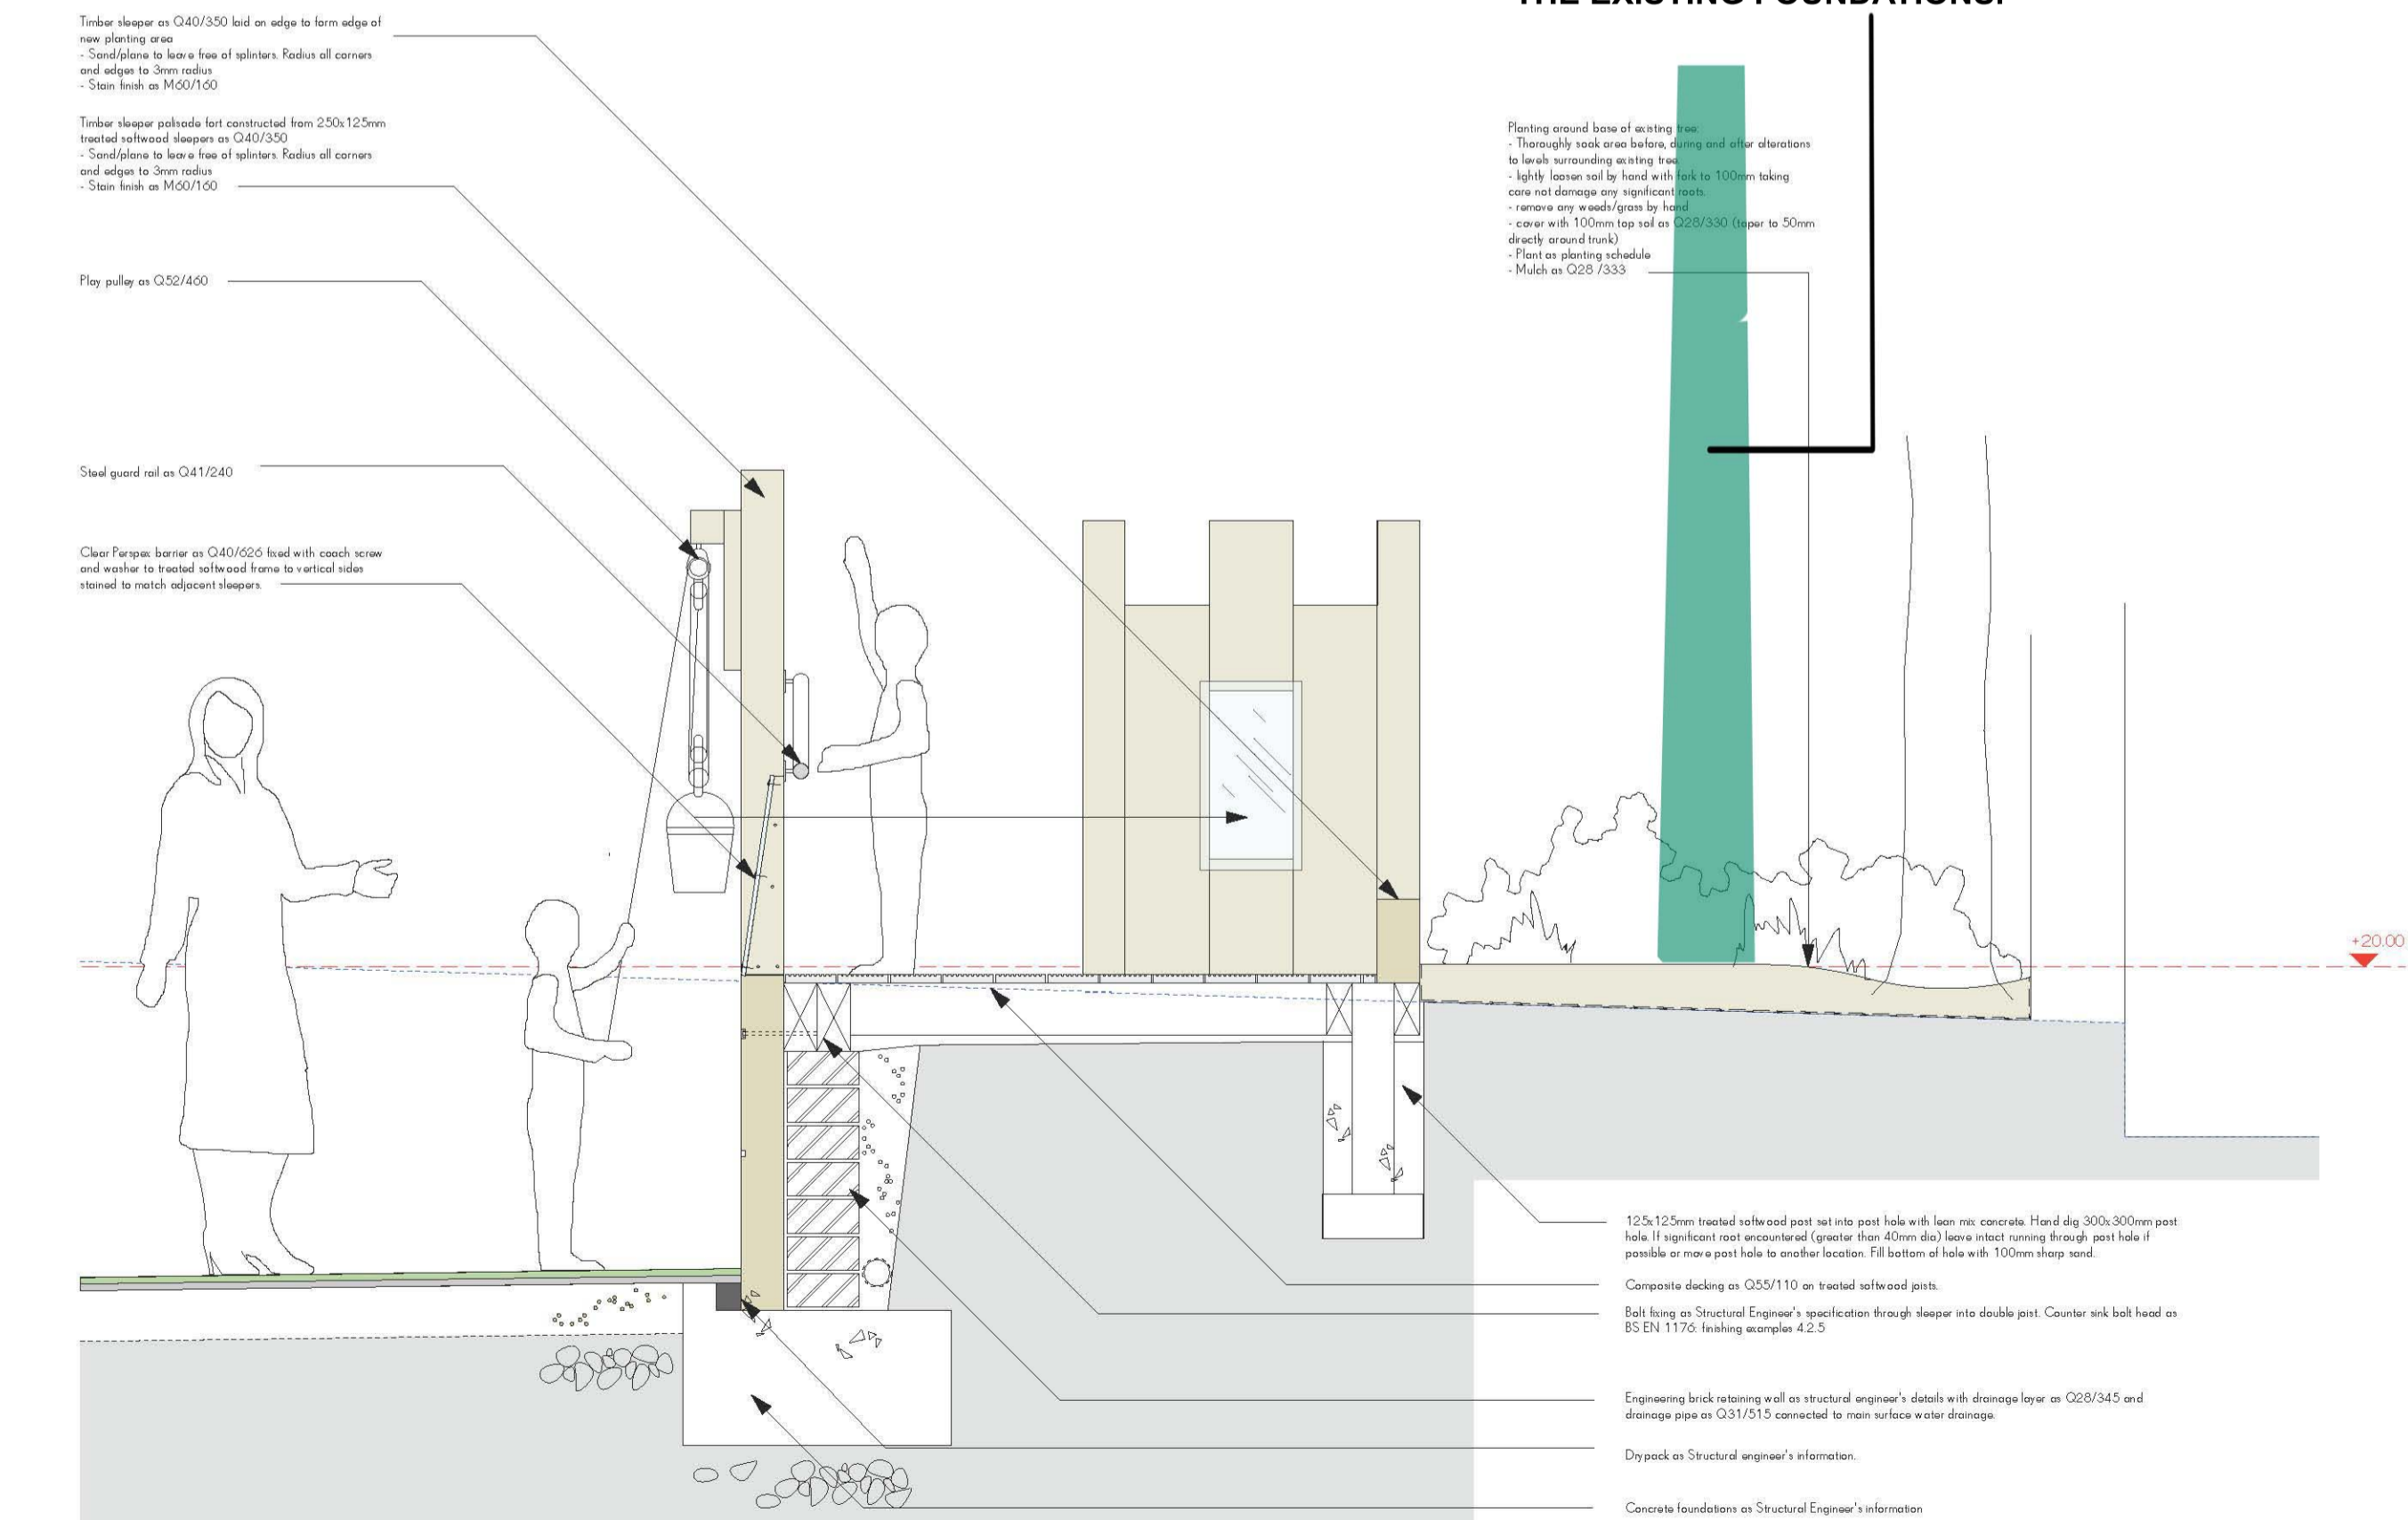 THE EXISTING FOUNDATIONS.
Timber sleeper as Q40/350 laid on edge to form edge of
new planting area
- Sand/plane to leave free of splinters. Radius all corners
and edges to 3mm radius
- Stain finish as M60/160
Timber sleeper palisade fort constructed from 250x125mm
treated softwood sleepers as Q40/350
- Sand/plane to leave free of splinters. Radius all corners
and edges to 3mm radius
- Stain finish as M60/160
Play pulley as Q52/460
Steel guard rail as Q41/240
Clear Perspex barrier as Q40/626 fixed with coach screw
and washer to treated softwood frame to vertical sides
stained to match adjacent sleepers.
Planting around base of existing tree:
- Thoroughly soak area before, during and after alterations
to levels surrounding existing tree.
- lightly loosen soil by hand with fork to 100mm taking
care not damage any significant roots.
- remove any weeds/grass by hand
- cover with 100mm top soil as Q28/330 (taper to 50mm
directly around trunk)
- Plant as planting schedule
- Mulch as Q28 /333
+20.00
125x125mm treated softwood post set into post hole with lean mix concrete. Hand dig 300x300mm post
hole. If significant root encountered (greater than 40mm dia) leave intact running through post hole if
possible or move post hole to another location. Fill bottom of hole with 100mm sharp sand.
Composite decking as Q55/110 on treated softwood joists.
Bolt fixing as Structural Engineer's specification through sleeper into double joist. Counter sink bolt head as
BS EN 1176: finishing examples 4.2.5
Engineering brick retaining wall as structural engineer's details with drainage layer as Q28/345 and
drainage pipe as Q31/515 connected to main surface water drainage.
Drypack as Structural engineer's information.
Concrete foundations as Structural Engineer's information